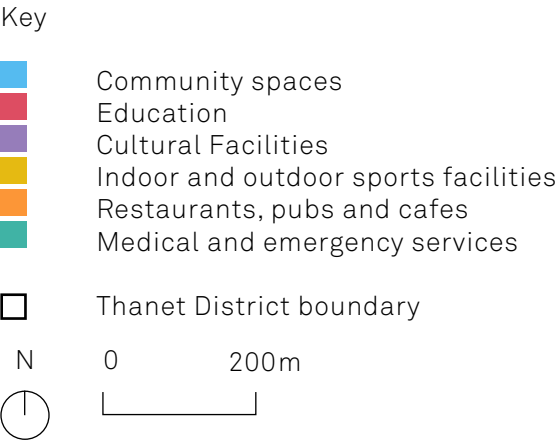 Key
Community spaces
Education
Cultural Facilities
Indoor and outdoor sports facilities
Restaurants, pubs and cafes
Medical and emergency services
Thanet District boundary
N 0 200m